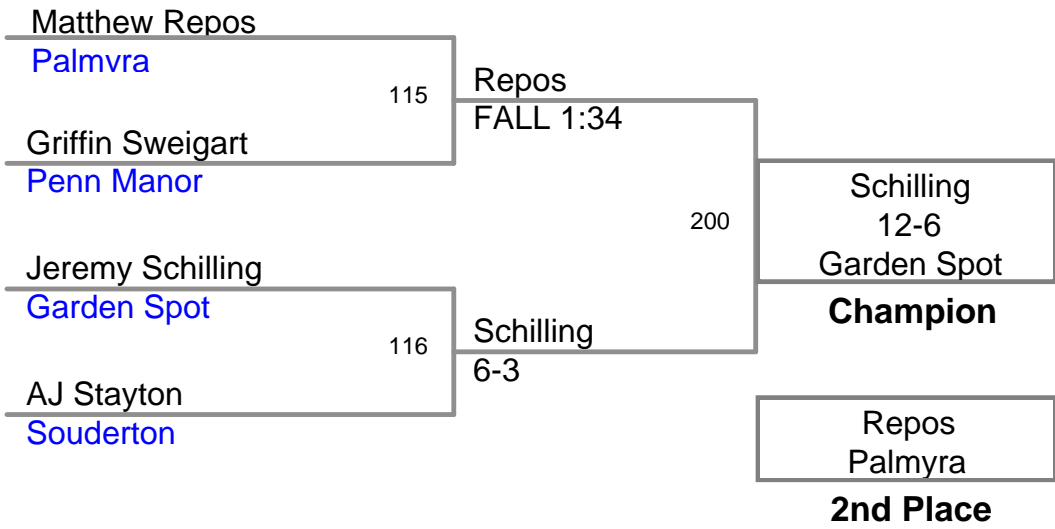 Matthew Repos
Palmyra
115
Griffin Sweigart
Penn Manor
Repos
FALL 1:34
Jeremy Schilling
Garden Spot
116
AJ Stayton
Souderton
Schilling
6-3
200
Schilling
12-6
Garden Spot
Champion
Repos
Palmyra
2nd Place